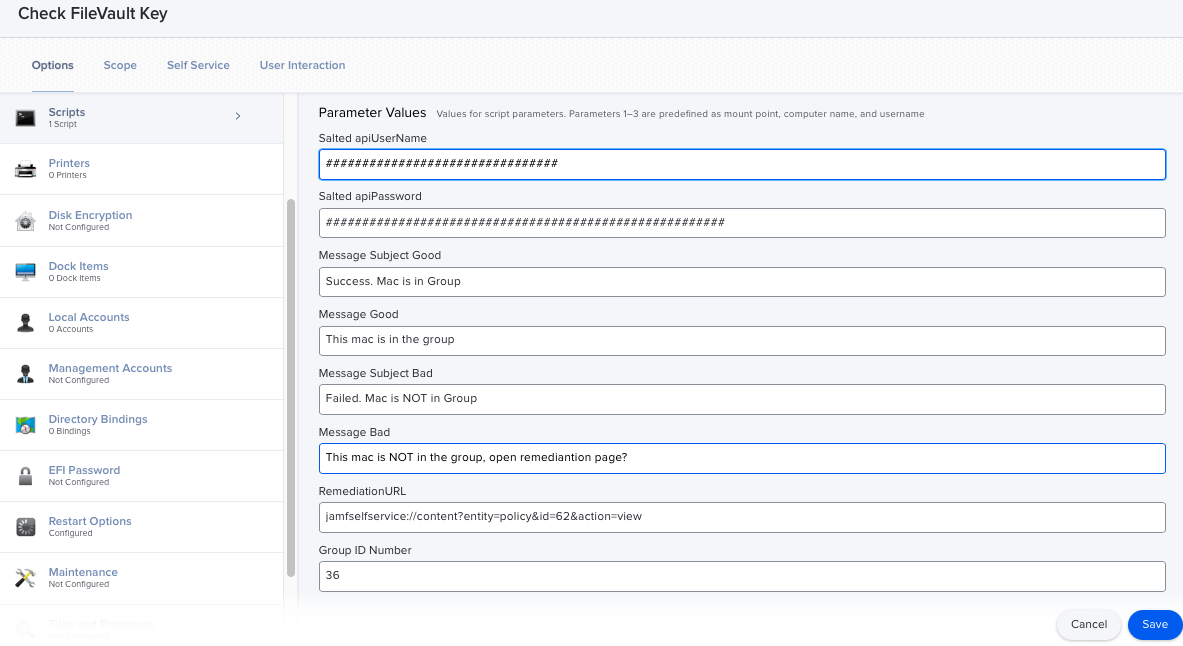 Check FileVault Key
Options Scope Self Service User Interaction
Scripts
1 Script
Printers
0 Printers
Disk Encryption
Not Configured
Dock Items
0 Dock Items
Local Accounts
0 Accounts
Management Accounts
Not Configured
Directory Bindings
0 Bindings
EFI Password
Not Configured
Restart Options
Configured
Maintenance
Not Configured
Files and Processes
Not Configured
Parameter Values Values for script parameters. Parameters 1–3 are predefined as mount point, computer name, and username
Salted apiUserName
################################
Salted apiPassword
#######################################################
Message Subject Good
Success. Mac is in Group
Message Good
This mac is in the group
Message Subject Bad
Failed. Mac is NOT in Group
Message Bad
This mac is NOT in the group, open remediantion page?
RemediationURL
jamfselfservice://content?entity=policy&id=62&action=view
Group ID Number
36
Cancel Save